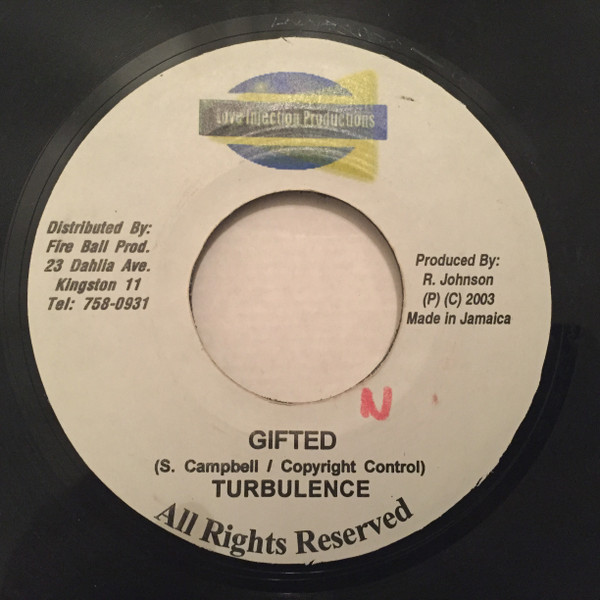 Love Injection Productions
Distributed By:
Fire Ball Prod.
23 Dahlia Ave.
Kingston 11
Tel: 758-0931
Produced By:
R. Johnson
(P) (C) 2003
Made in Jamaica
N
GIFTED
(S. Campbell / Copyright Control)
TURBULENCE
All Rights Reserved